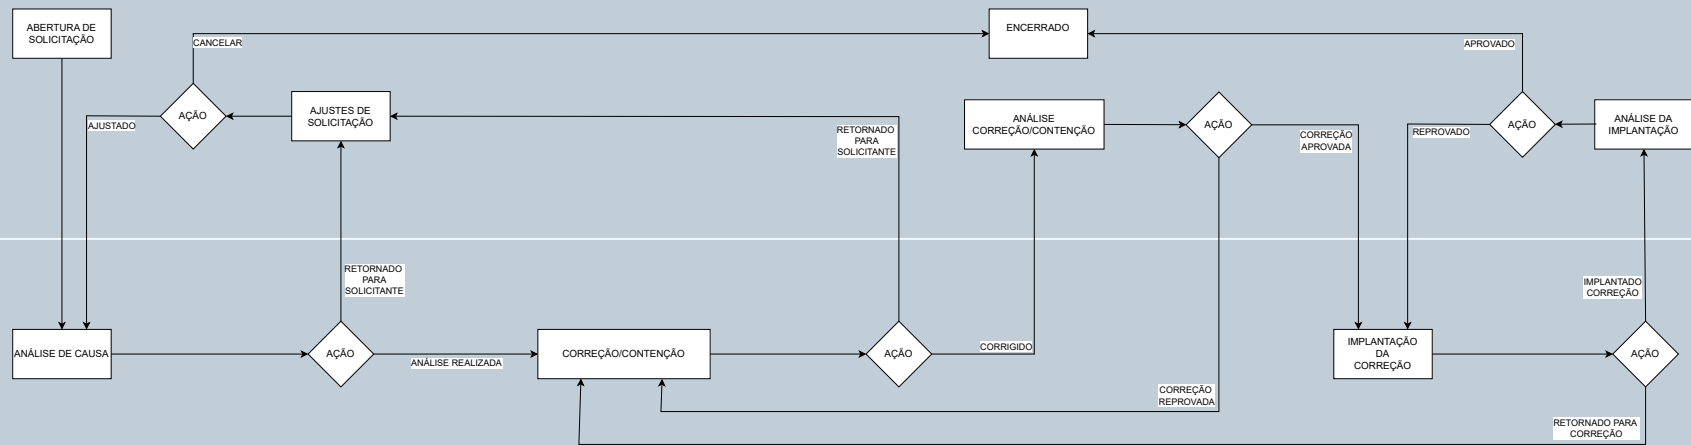 ABERTURA DE
SOLICITAÇÃO
CANCELAR
ENCERRADO
APROVADO
AÇÃO
AJUSTADO
AJUSTES DE
SOLICITAÇÃO
RETORNADO
PARA
SOLICITANTE
ANÁLISE
CORREÇÃO/CONTENÇÃO
AÇÃO
CORREÇÃO
APROVADA
REPROVADO
AÇÃO
ANÁLISE DA
IMPLANTAÇÃO
RETORNADO
PARA
SOLICITANTE
IMPLANTADO
CORREÇÃO
ANÁLISE DE CAUSA
AÇÃO
ANÁLISE REALIZADA
CORREÇÃO/CONTENÇÃO
AÇÃO
CORRIGIDO
IMPLANTAÇÃO
DA
CORREÇÃO
AÇÃO
CORREÇÃO
REPROVADA
RETORNADO PARA
CORREÇÃO